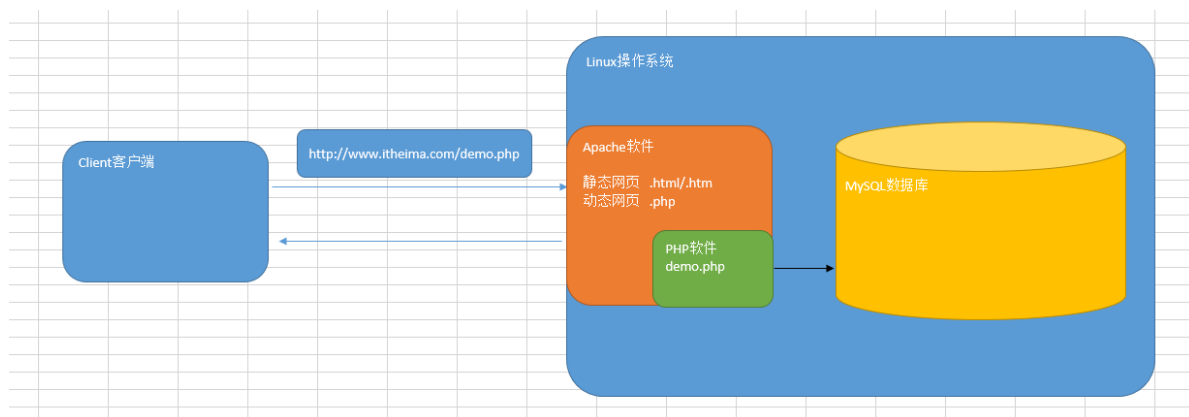 Linux操作系统
Client客户端
http://www.itheima.com/demo.php
Apache软件
静态网页 .html/.htm
动态网页 .php
PHP软件
demo.php
MySQL数据库